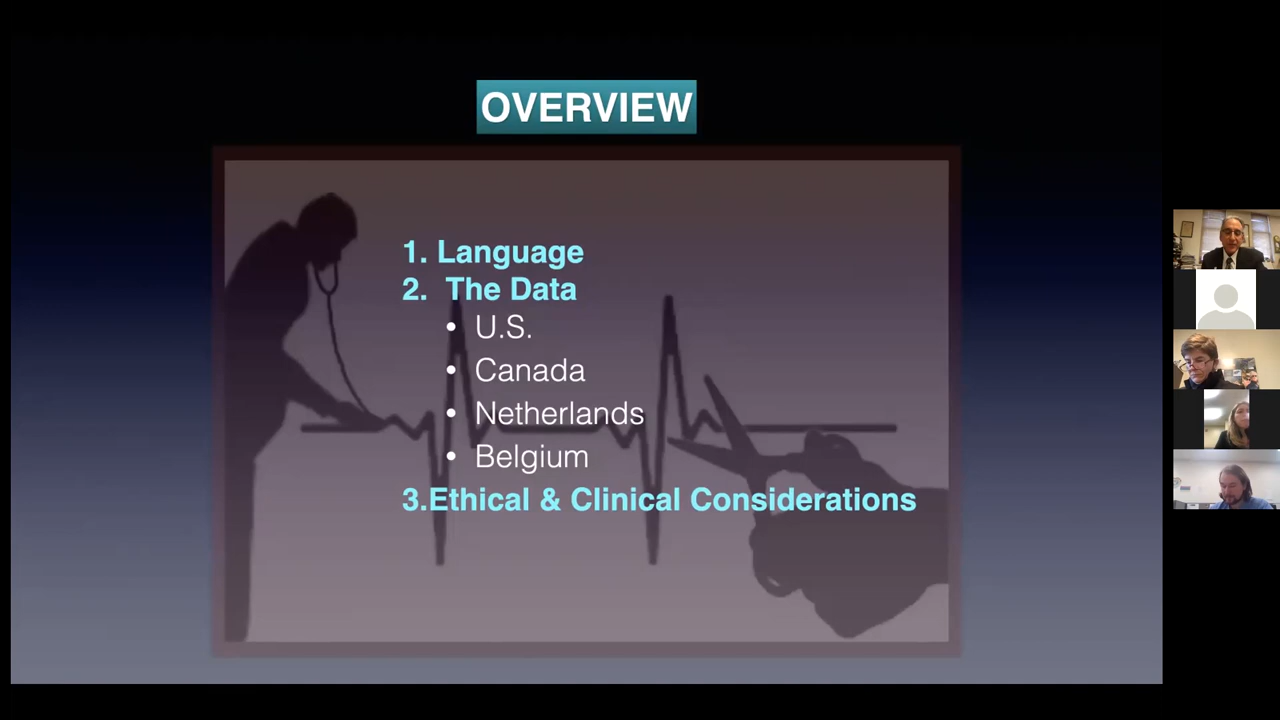 OVERVIEW
1. Language
2. The Data
• U.S.
• Canada
• Netherlands
• Belgium
3.Ethical & Clinical Considerations